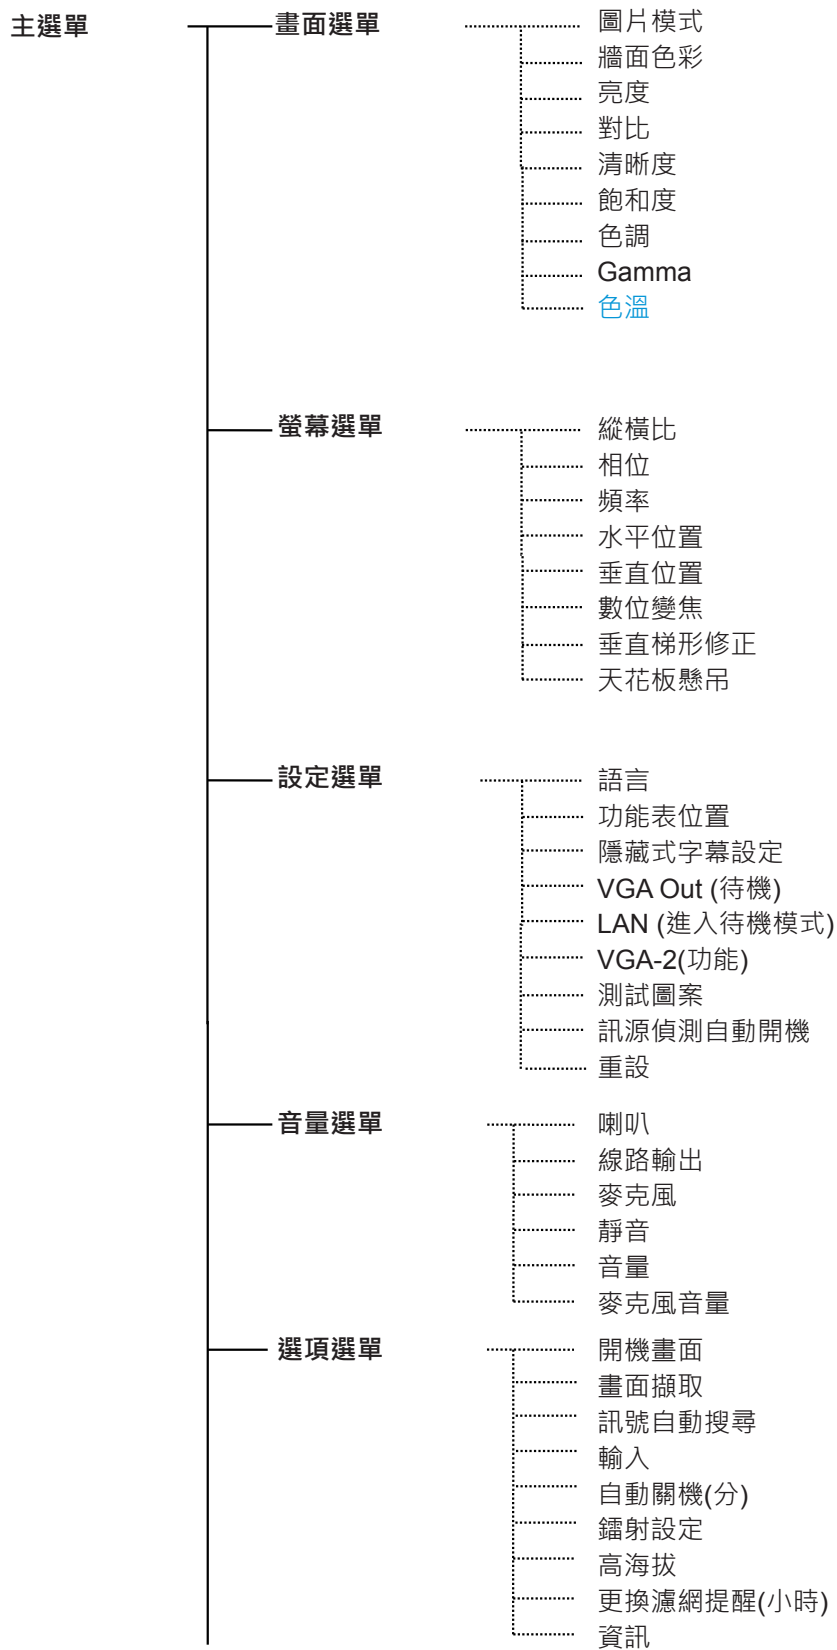 主選單
畫面選單
圖片模式
牆面色彩
亮度
對比
清晰度
飽和度
色調
Gamma
色溫
螢幕選單
縱橫比
相位
頻率
水平位置
垂直位置
數位變焦
垂直梯形修正
天花板懸吊
設定選單
語言
功能表位置
隱藏式字幕設定
VGA Out (待機)
LAN (進入待機模式)
VGA-2(功能)
測試圖案
訊源偵測自動開機
重設
音量選單
喇叭
線路輸出
麥克風
靜音
音量
麥克風音量
選項選單
開機畫面
畫面擷取
訊號自動搜尋
輸入
自動關機(分)
鐳射設定
高海拔
更換濾網提醒(小時)
資訊